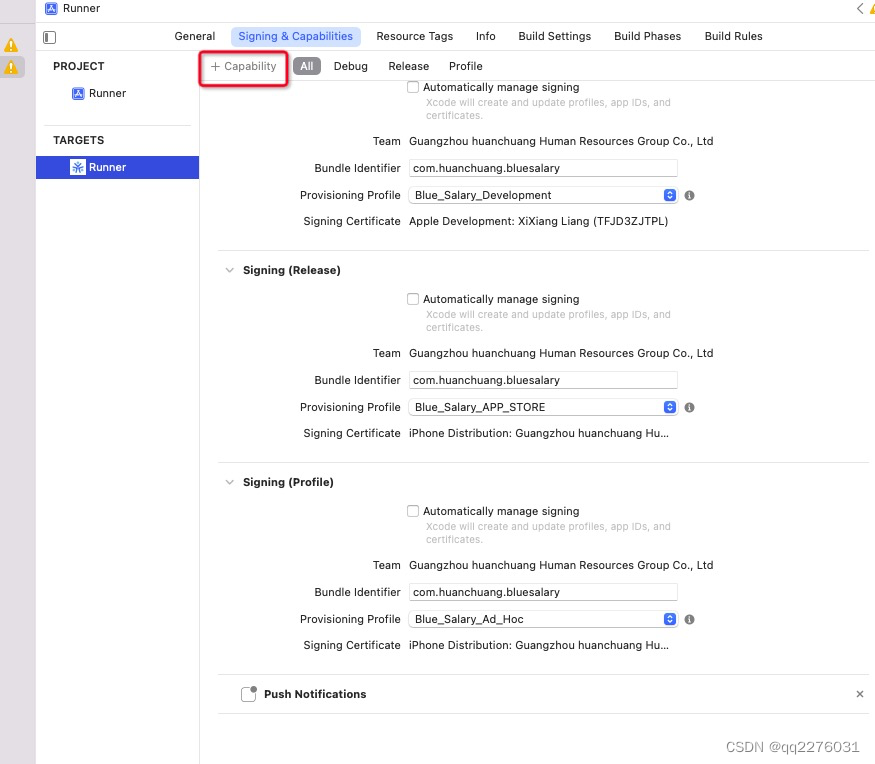 Runner
General Signing & Capabilities Resource Tags Info Build Settings Build Phases Build Rules
PROJECT
+ Capability All Debug Release Profile
Runner
TARGETS
Runner
Automatically manage signing
Xcode will create and update profiles, app IDs, and
certificates.
Team Guangzhou huanchuang Human Resources Group Co., Ltd
Bundle Identifier com.huanchuang.bluesalary
Provisioning Profile Blue_Salary_Development
Signing Certificate Apple Development: XiXiang Liang (TFJD3ZJTPL)
Signing (Release)
Automatically manage signing
Xcode will create and update profiles, app IDs, and
certificates.
Team Guangzhou huanchuang Human Resources Group Co., Ltd
Bundle Identifier com.huanchuang.bluesalary
Provisioning Profile Blue_Salary_APP_STORE
Signing Certificate iPhone Distribution: Guangzhou huanchuang Hu...
Signing (Profile)
Automatically manage signing
Xcode will create and update profiles, app IDs, and
certificates.
Team Guangzhou huanchuang Human Resources Group Co., Ltd
Bundle Identifier com.huanchuang.bluesalary
Provisioning Profile Blue_Salary_Ad_Hoc
Signing Certificate iPhone Distribution: Guangzhou huanchuang Hu...
Push Notifications
CSDN @qq2276031